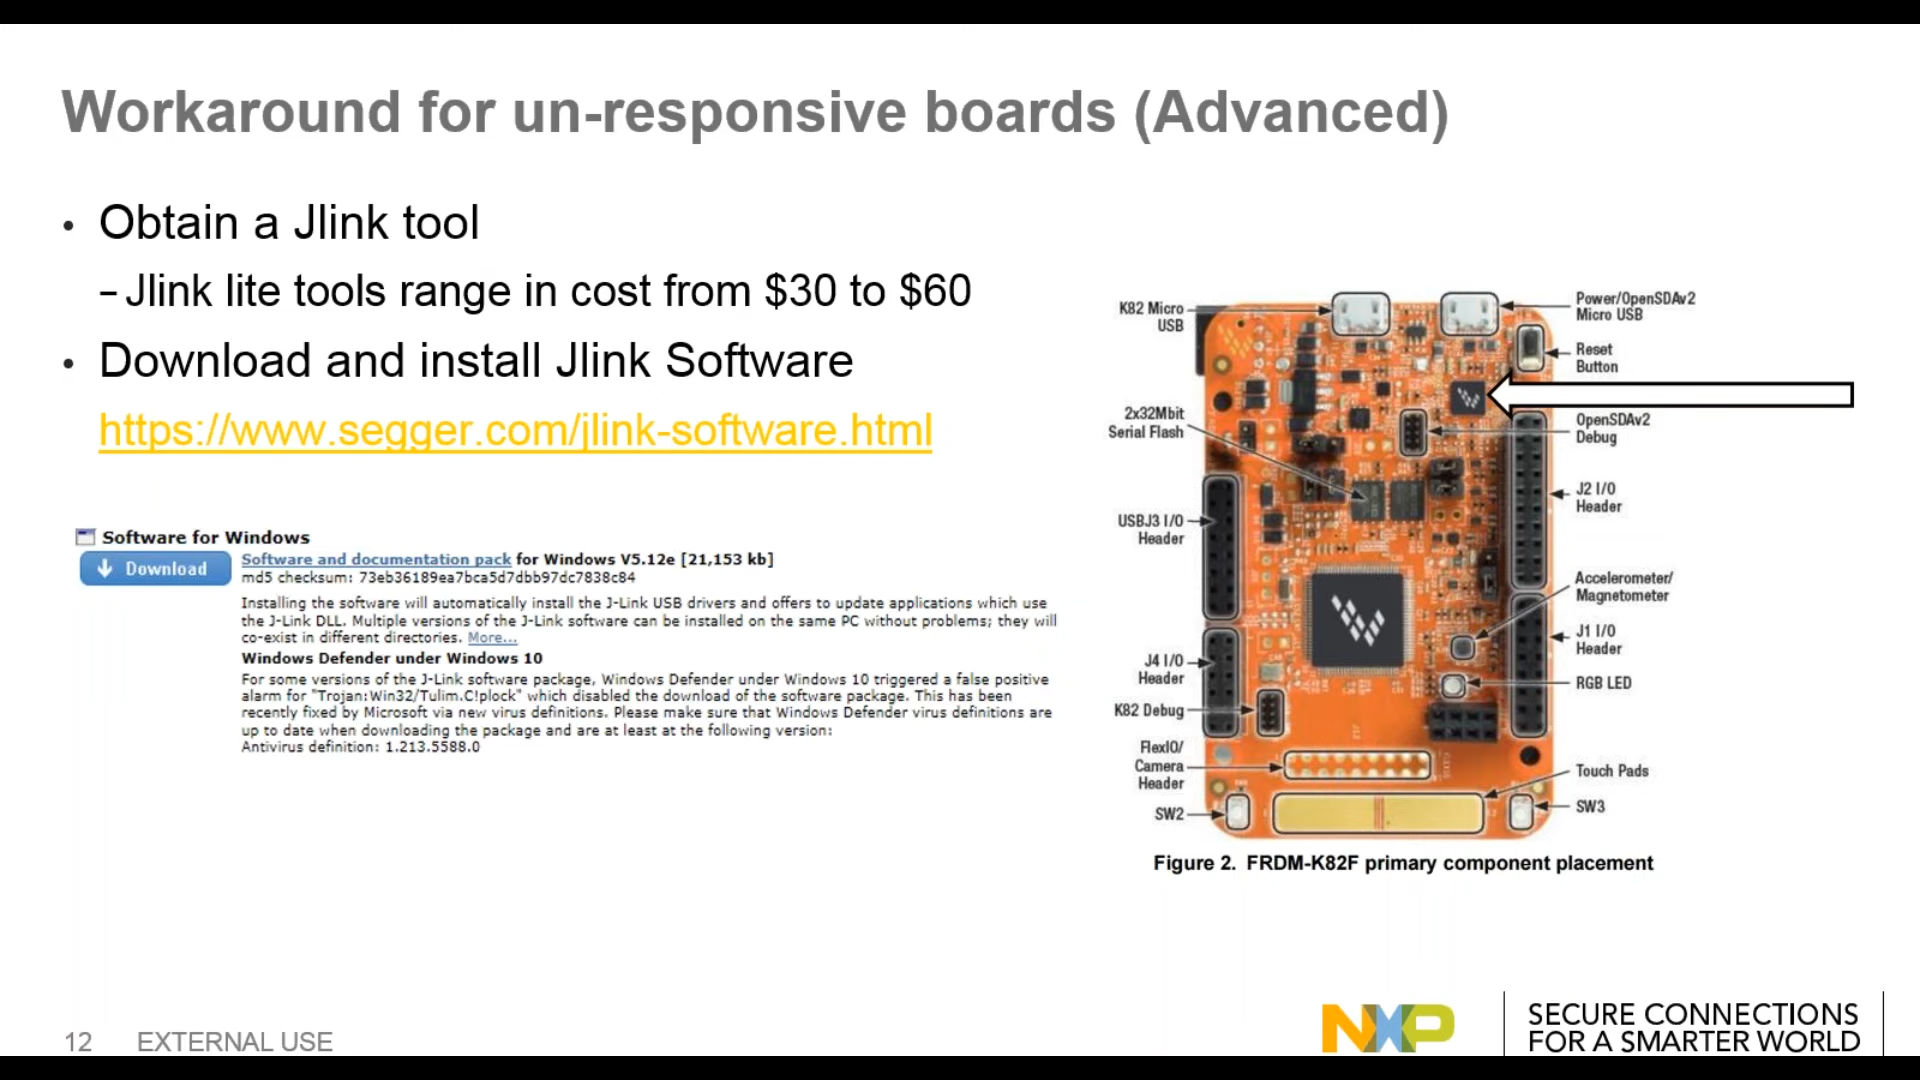 Workaround for un-responsive boards (Advanced)
• Obtain a Jlink tool
– Jlink lite tools range in cost from $30 to $60
• Download and install Jlink Software
https://www.segger.com/jlink-software.html
Software for Windows
Download
Software and documentation pack for Windows V5.12e [21,153 kb]
md5 checksum: 73eb36189ea7bca5d7dbb97dc7838c84
Installing the software will automatically install the J-Link USB drivers and offers to update applications which use
the J-Link DLL. Multiple versions of the J-Link software can be installed on the same PC without problems; they will
co-exist in different directories. More...
Windows Defender under Windows 10
For some versions of the J-Link software package, Windows Defender under Windows 10 triggered a false positive
alarm for "Trojan:Win32/Tulim.C!plock" which disabled the download of the software package. This has been
recently fixed by Microsoft via new virus definitions. Please make sure that Windows Defender virus definitions are
up to date when downloading the package and are at least at the following version:
Antivirus definition: 1.213.5588.0
K82 Micro
USB
2x32Mbit
Serial Flash
USBJ3 I/O
Header
J4 I/O
Header
K82 Debug
FlexIO/
Camera
Header
SW2
Power/OpenSDAv2
Micro USB
Reset
Button
OpenSDAv2
Debug
J2 I/O
Header
Accelerometer/
Magnetometer
J1 I/O
Header
RGB LED
Touch Pads
SW3
Figure 2. FRDM-K82F primary component placement
12 EXTERNAL USE
NXP
SECURE CONNECTIONS
FOR A SMARTER WORLD